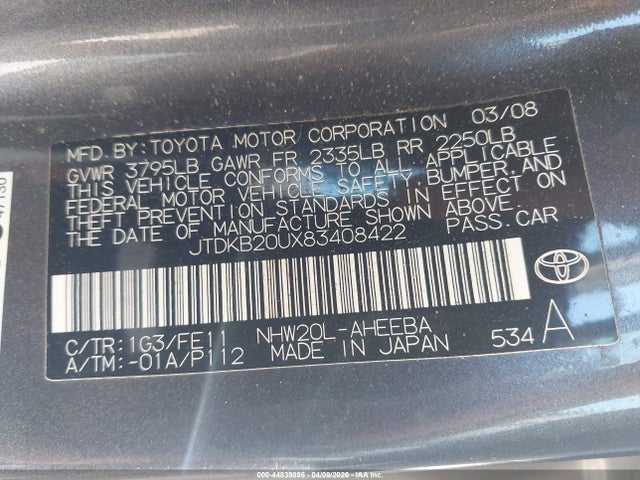 MFD. BY: TOYOTA MOTOR CORPORATION 03/08
GVWR 3795LB GAWR FR 2335LB RR 2250LB
THIS VEHICLE CONFORMS TO ALL APPLICABLE
FEDERAL MOTOR VEHICLE SAFETY, BUMPER, AND
THEFT PREVENTION STANDARDS IN EFFECT ON
THE DATE OF MANUFACTURE SHOWN ABOVE.
JTDKB20UX83408422 PASS. CAR
C/TR: 1G3/FE11 NHW20L-AHEEBA
A/TM: -01A/P112 MADE IN JAPAN 534 A
000-44839896 04/09/2026 IAA Inc.